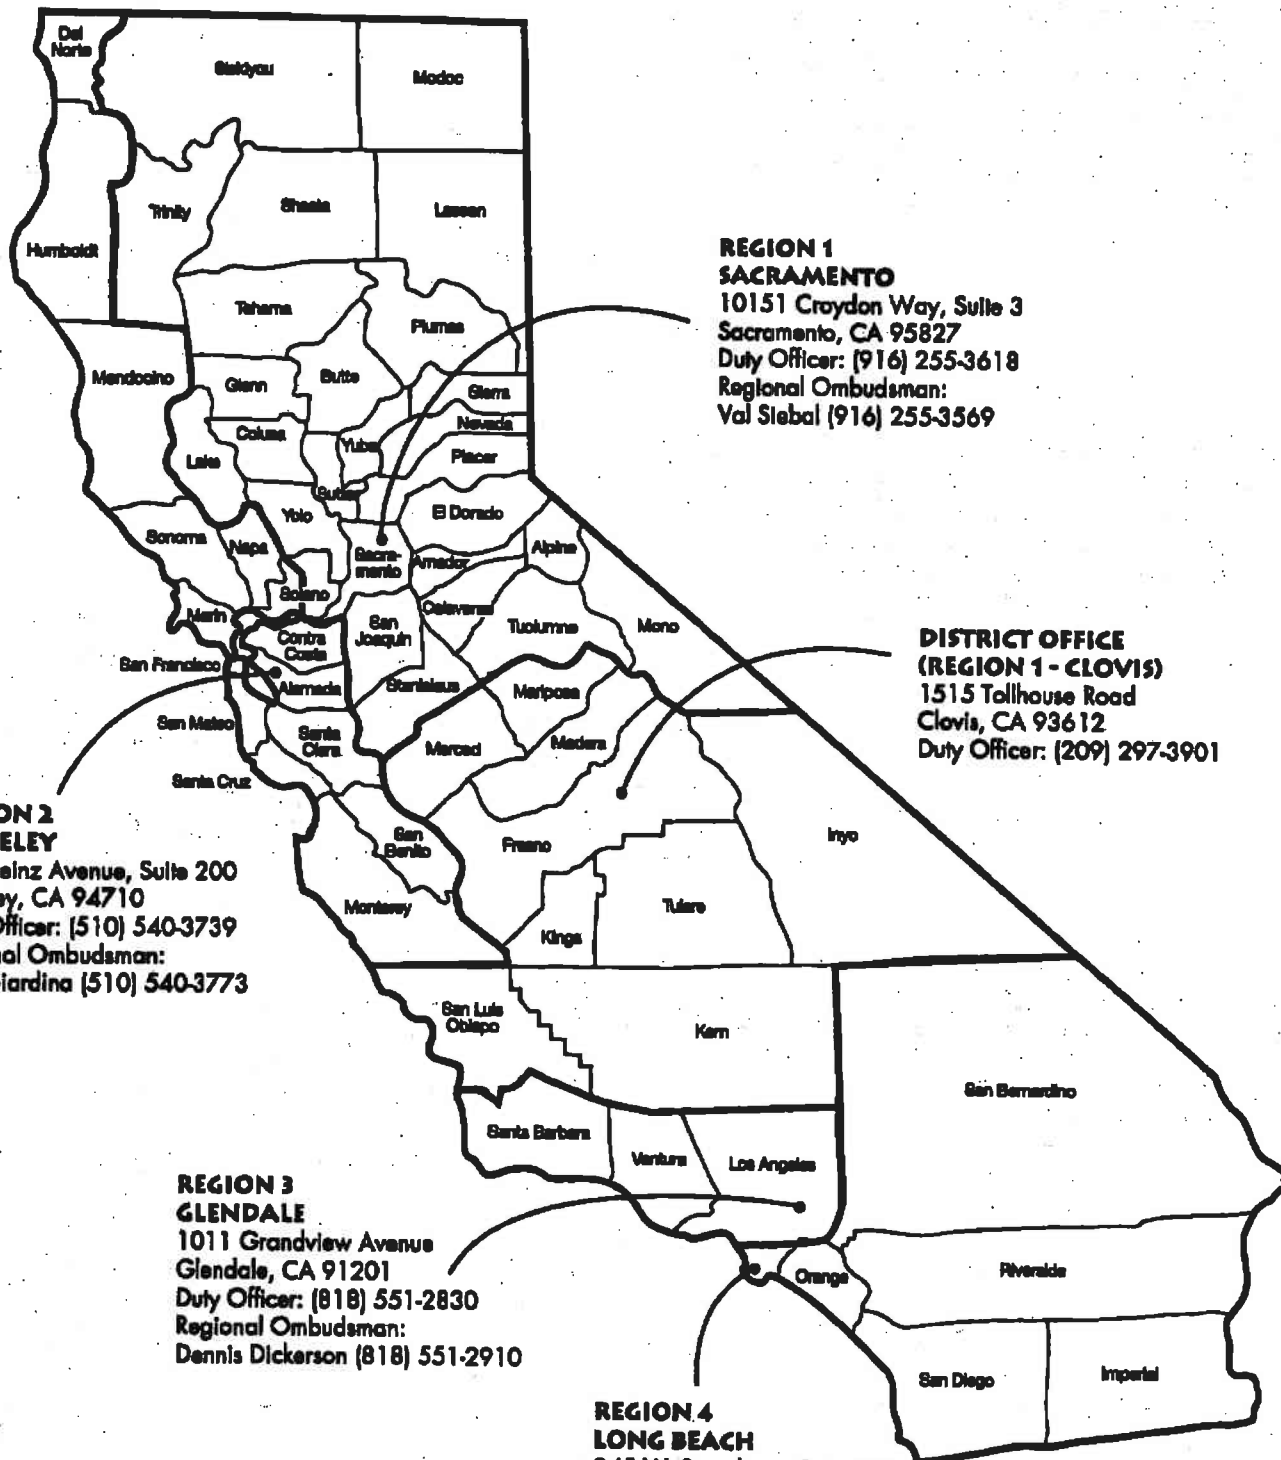 Del
Norte
Siskiyou
Modoc
Trinity
Shasta
Lassen
Humboldt
Tehama
Plumas
Mendocino
Glenn
Butte
Sierra
Nevada
Colusa
Yuba
Placer
Lake
Sutter
Yolo
El Dorado
Sonoma
Napa
Sacra-
mento
Amador
Alpine
Solano
Marin
Calaveras
San
Joaquin
Tuolumne
Mono
Contra
Costa
San Francisco
Alameda
Stanislaus
Mariposa
San Mateo
Santa
Clara
Merced
Madera
Santa Cruz
San
Benito
Fresno
Inyo
Monterey
Kings
Tulare
San Luis
Obispo
Kern
San Bernardino
Santa Barbara
Ventura
Los Angeles
Orange
Riverside
San Diego
Imperial
REGION 1
SACRAMENTO
10151 Croydon Way, Suite 3
Sacramento, CA 95827
Duty Officer: (916) 255-3618
Regional Ombudsman:
Val Siebal (916) 255-3569
DISTRICT OFFICE
(REGION 1 - CLOVIS)
1515 Tollhouse Road
Clovis, CA 93612
Duty Officer: (209) 297-3901
ON 2
ELEY
einz Avenue, Suite 200
ey, CA 94710
Officer: (510) 540-3739
nal Ombudsman:
iardina (510) 540-3773
REGION 3
GLENDALE
1011 Grandview Avenue
Glendale, CA 91201
Duty Officer: (818) 551-2830
Regional Ombudsman:
Dennis Dickerson (818) 551-2910
REGION 4
LONG BEACH